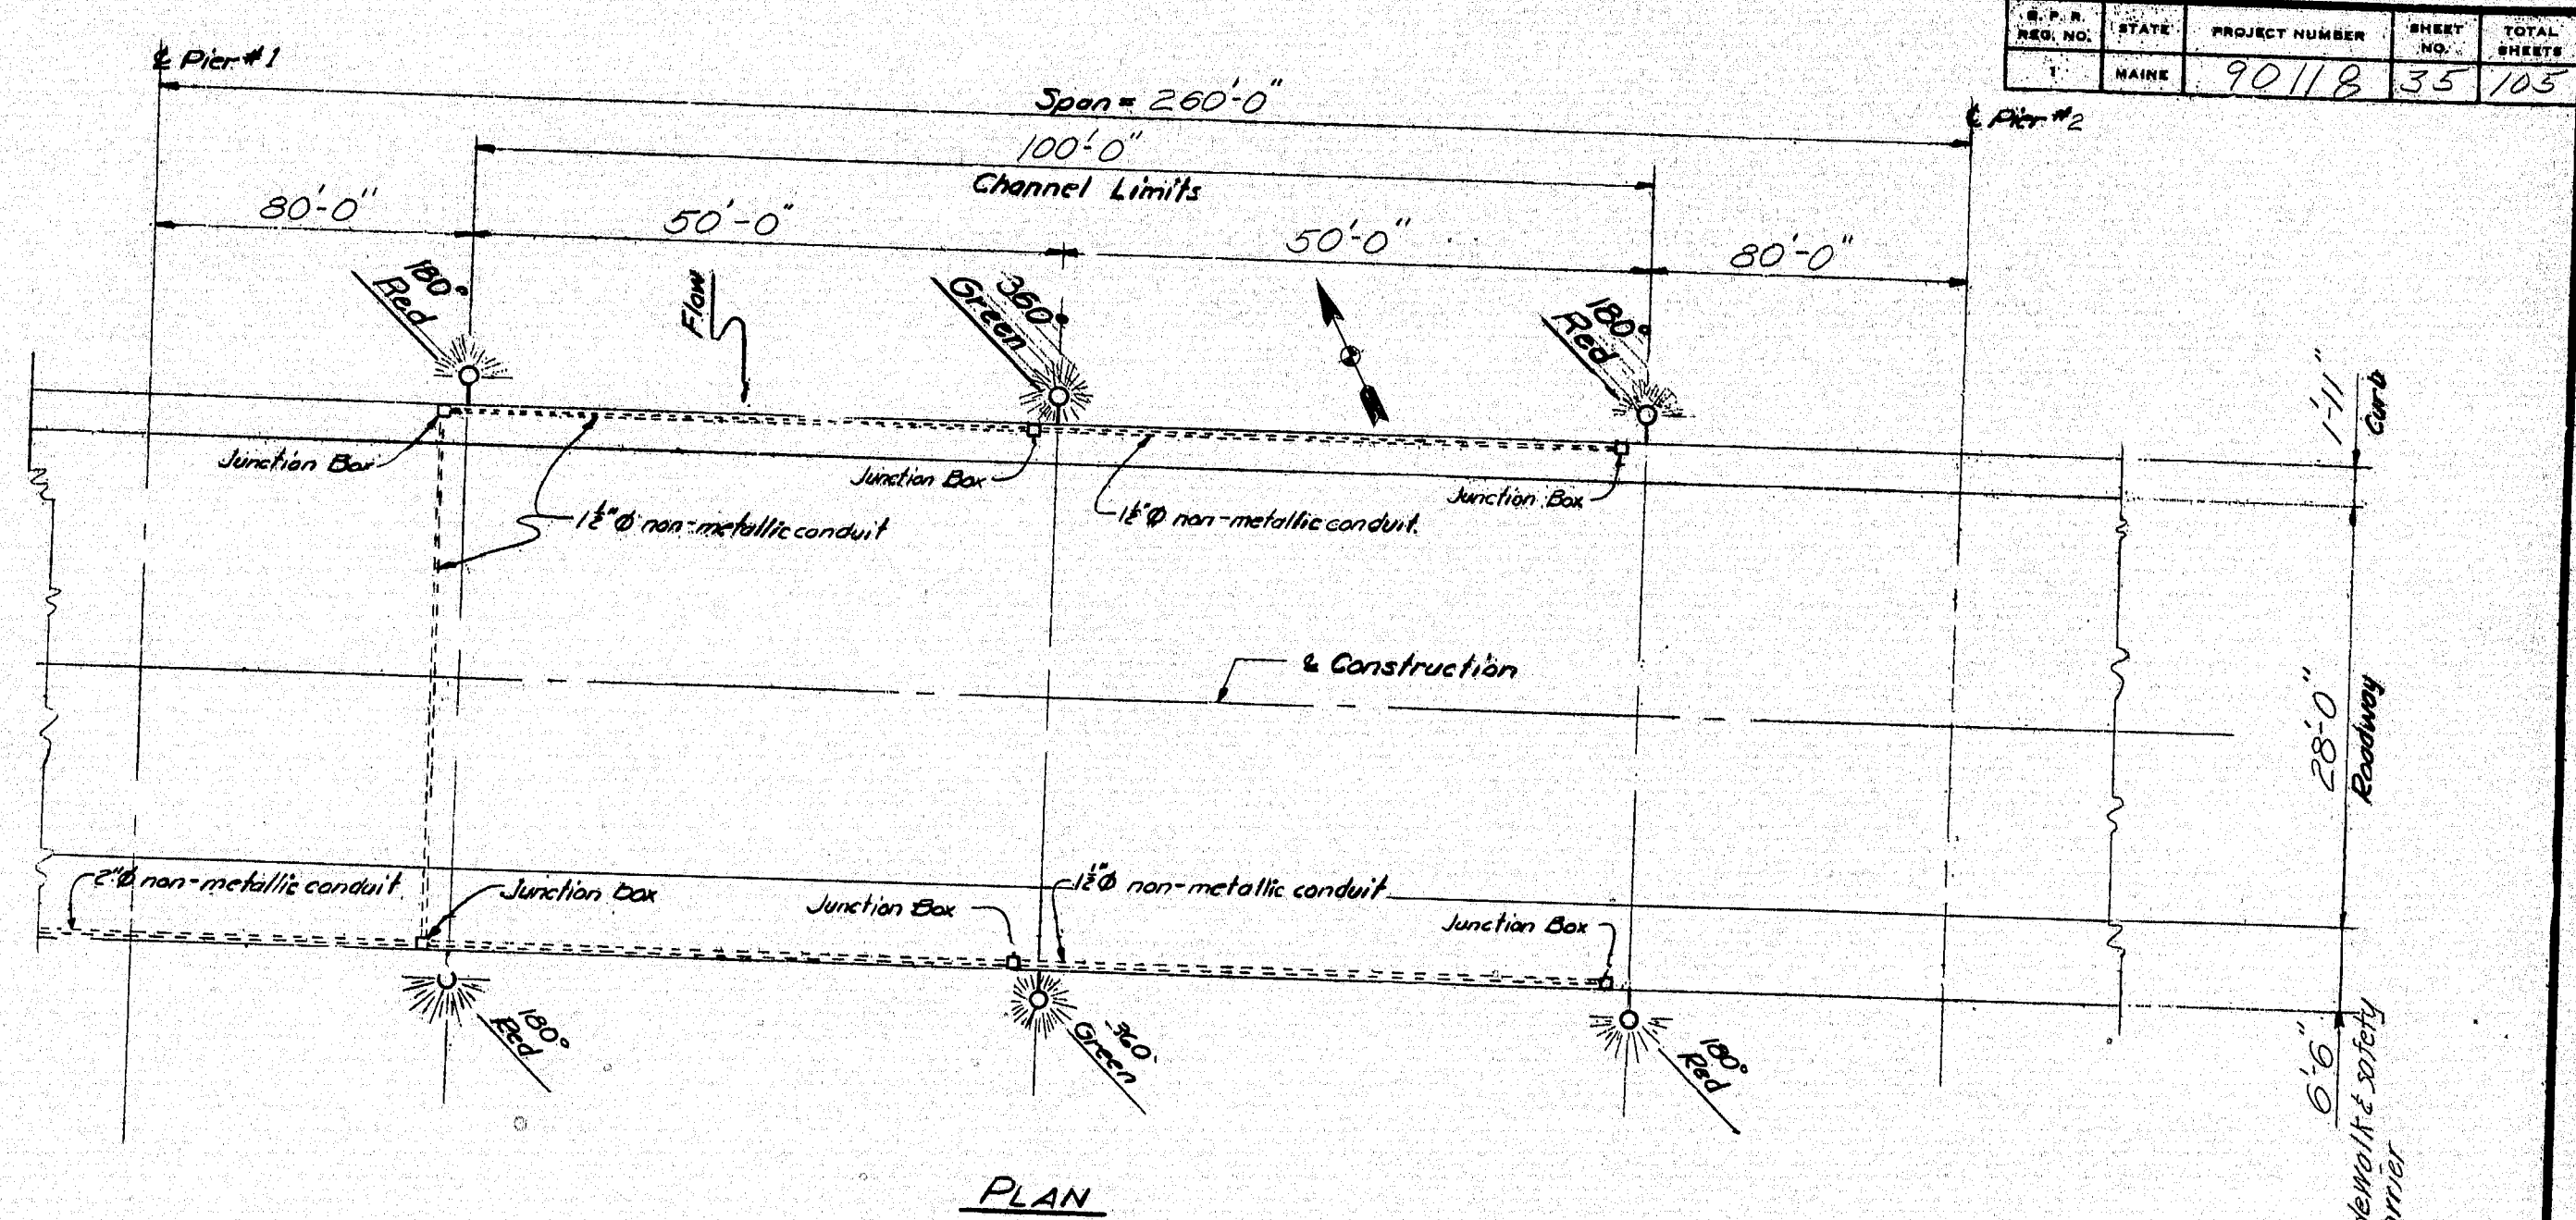 B. P. R. REG. NO.
STATE
PROJECT NUMBER
SHEET NO.
TOTAL SHEETS
1
MAINE
90118
35
105
℄ Pier #1
Span = 260'-0"
℄ Pier #2
100'-0"
Channel Limits
80'-0"
50'-0"
50'-0"
80'-0"
180° Red
Flow
360° Green
180° Red
1'-11"
Curb
Junction Box
Junction Box
Junction Box
1½"Ø non-metallic conduit
1½"Ø non-metallic conduit.
℄ Construction
28'-0"
Roadway
2"Ø non-metallic conduit.
Junction Box
Junction Box
1½"Ø non-metallic conduit
Junction Box
180° Red
360° Green
180° Red
6'-6"
dewalk & safety
arrier
PLAN